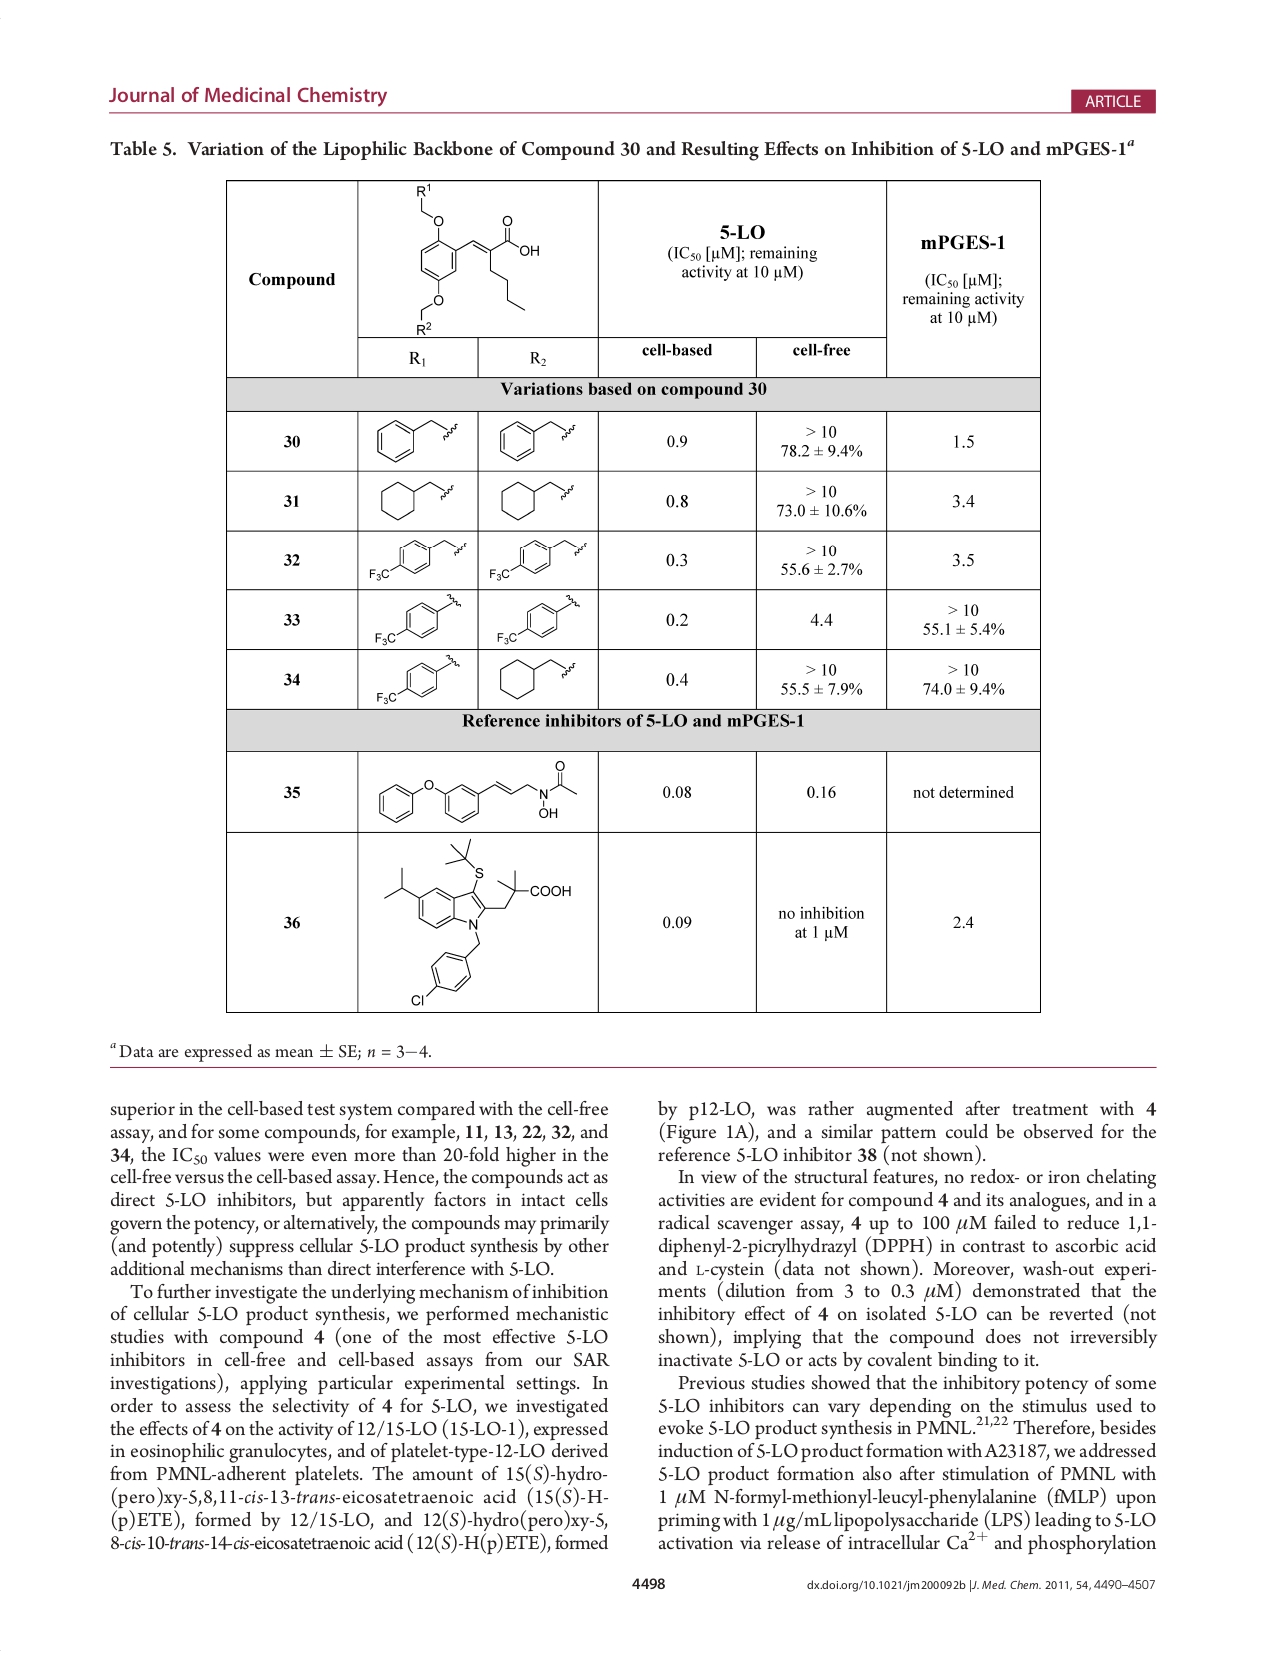 Journal of Medicinal Chemistry
ARTICLE
Table 5. Variation of the Lipophilic Backbone of Compound 30 and Resulting Effects on Inhibition of 5-LO and mPGES-1a
Compound
R1
O
O
OH
O
R2
R1
R2
5-LO
(IC50 [µM]; remaining
activity at 10 µM)
cell-based
cell-free
mPGES-1
(IC50 [µM];
remaining activity
at 10 µM)
Variations based on compound 30
30
0.9
> 10
78.2 ± 9.4%
1.5
31
0.8
> 10
73.0 ± 10.6%
3.4
32
F3C
F3C
0.3
> 10
55.6 ± 2.7%
3.5
33
F3C
F3C
0.2
4.4
> 10
55.1 ± 5.4%
34
F3C
0.4
> 10
55.5 ± 7.9%
> 10
74.0 ± 9.4%
Reference inhibitors of 5-LO and mPGES-1
35
O
O
N
OH
0.08
0.16
not determined
36
S
COOH
N
Cl
0.09
no inhibition
at 1 µM
2.4
a Data are expressed as mean ± SE; n = 3−4.
superior in the cell-based test system compared with the cell-free
assay, and for some compounds, for example, 11, 13, 22, 32, and
34, the IC50 values were even more than 20-fold higher in the
cell-free versus the cell-based assay. Hence, the compounds act as
direct 5-LO inhibitors, but apparently factors in intact cells
govern the potency, or alternatively, the compounds may primarily
(and potently) suppress cellular 5-LO product synthesis by other
additional mechanisms than direct interference with 5-LO.
To further investigate the underlying mechanism of inhibition
of cellular 5-LO product synthesis, we performed mechanistic
studies with compound 4 (one of the most effective 5-LO
inhibitors in cell-free and cell-based assays from our SAR
investigations), applying particular experimental settings. In
order to assess the selectivity of 4 for 5-LO, we investigated
the effects of 4 on the activity of 12/15-LO (15-LO-1), expressed
in eosinophilic granulocytes, and of platelet-type-12-LO derived
from PMNL-adherent platelets. The amount of 15(S)-hydro-
(pero)xy-5,8,11-cis-13-trans-eicosatetraenoic acid (15(S)-H-
(p)ETE), formed by 12/15-LO, and 12(S)-hydro(pero)xy-5,
8-cis-10-trans-14-cis-eicosatetraenoic acid (12(S)-H(p)ETE), formed
by p12-LO, was rather augmented after treatment with 4
(Figure 1A), and a similar pattern could be observed for the
reference 5-LO inhibitor 38 (not shown).
In view of the structural features, no redox- or iron chelating
activities are evident for compound 4 and its analogues, and in a
radical scavenger assay, 4 up to 100 µM failed to reduce 1,1-
diphenyl-2-picrylhydrazyl (DPPH) in contrast to ascorbic acid
and L-cystein (data not shown). Moreover, wash-out experi-
ments (dilution from 3 to 0.3 µM) demonstrated that the
inhibitory effect of 4 on isolated 5-LO can be reverted (not
shown), implying that the compound does not irreversibly
inactivate 5-LO or acts by covalent binding to it.
Previous studies showed that the inhibitory potency of some
5-LO inhibitors can vary depending on the stimulus used to
evoke 5-LO product synthesis in PMNL.21,22 Therefore, besides
induction of 5-LO product formation with A23187, we addressed
5-LO product formation also after stimulation of PMNL with
1 µM N-formyl-methionyl-leucyl-phenylalanine (fMLP) upon
priming with 1 µg/mL lipopolysaccharide (LPS) leading to 5-LO
activation via release of intracellular Ca2+ and phosphorylation
4498
dx.doi.org/10.1021/jm200092b |J. Med. Chem. 2011, 54, 4490–4507